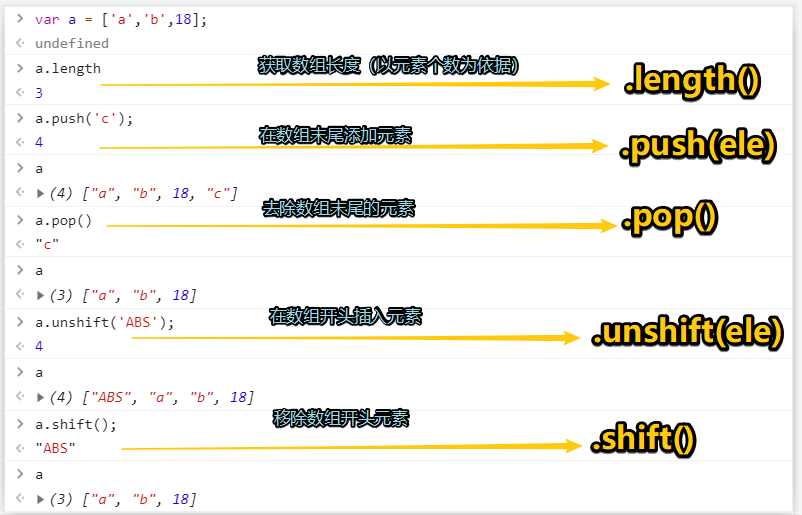 var a = ['a','b',18];
undefined
a.length
获取数组长度（以元素个数为依据）
.length()
3
a.push('c');
在数组末尾添加元素
.push(ele)
4
a
(4) ["a", "b", 18, "c"]
去除数组末尾的元素
a.pop()
.pop()
"c"
a
(3) ["a", "b", 18]
a.unshift('ABS');
在数组开头插入元素
.unshift(ele)
4
a
(4) ["ABS", "a", "b", 18]
a.shift();
移除数组开头元素
.shift()
"ABS"
a
(3) ["a", "b", 18]